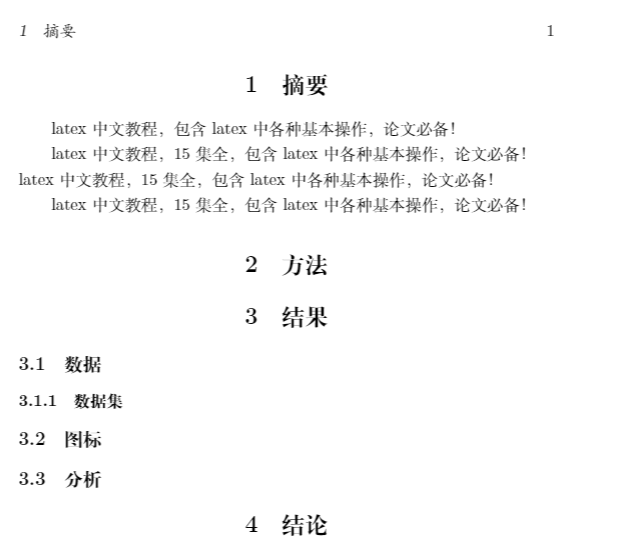 1 摘要 1
1 摘要
latex 中文教程，包含 latex 中各种基本操作，论文必备！
latex 中文教程，15 集全，包含 latex 中各种基本操作，论文必备！
latex 中文教程，15 集全，包含 latex 中各种基本操作，论文必备！
latex 中文教程，15 集全，包含 latex 中各种基本操作，论文必备！
2 方法
3 结果
3.1 数据
3.1.1 数据集
3.2 图标
3.3 分析
4 结论